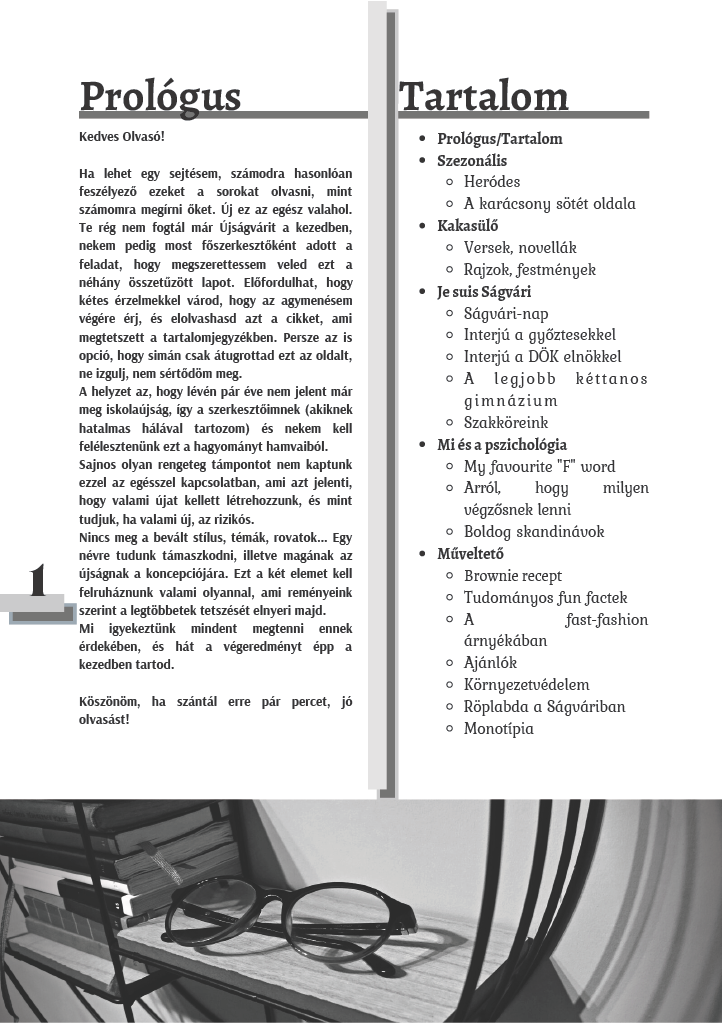 Prológus
Kedves Olvasó!
Ha lehet egy sejtésem, számodra hasonlóan
feszélyező ezeket a sorokat olvasni, mint
számomra megírni őket. Új ez az egész valahol.
Te rég nem fogtál már Újságvárit a kezedben,
nekem pedig most főszerkesztőként adott a
feladat, hogy megszerettessem veled ezt a
néhány összetűzött lapot. Előfordulhat, hogy
kétes érzelmekkel várod, hogy az agymenésem
végére érj, és elolvashasd azt a cikket, ami
megtetszett a tartalomjegyzékben. Persze az is
opció, hogy simán csak átugrottad ezt az oldalt,
ne izgulj, nem sértődöm meg.
A helyzet az, hogy lévén pár éve nem jelent már
meg iskolaújság, így a szerkesztőimnek (akiknek
hatalmas hálával tartozom) és nekem kell
felélesztenünk ezt a hagyományt hamvaiból.
Sajnos olyan rengeteg támpontot nem kaptunk
ezzel az egésszel kapcsolatban, ami azt jelenti,
hogy valami újat kellett létrehozzunk, és mint
tudjuk, ha valami új, az rizikós.
Nincs meg a bevált stílus, témák, rovatok... Egy
névre tudunk támaszkodni, illetve magának az
újságnak a koncepciójára. Ezt a két elemet kell
felruháznunk valami olyannal, ami reményeink
szerint a legtöbbetek tetszését elnyeri majd.
Mi igyekeztünk mindent megtenni ennek
érdekében, és hát a végeredményt épp a
kezedben tartod.
Köszönöm, ha szántál erre pár percet, jó
olvasást!
1
Tartalom
• Prológus/Tartalom
• Szezonális
◦ Heródes
◦ A karácsony sötét oldala
• Kakasülő
◦ Versek, novellák
◦ Rajzok, festmények
• Je suis Ságvári
◦ Ságvári-nap
◦ Interjú a győztesekkel
◦ Interjú a DÖK elnökkel
◦ A legjobb kéttanos
gimnázium
◦ Szakköreink
• Mi és a pszichológia
◦ My favourite "F" word
◦ Arról, hogy milyen
végzősnek lenni
◦ Boldog skandinávok
• Műveltető
◦ Brownie recept
◦ Tudományos fun factek
◦ A fast-fashion
árnyékában
◦ Ajánlók
◦ Környezetvédelem
◦ Röplabda a Ságváriban
◦ Monotípia